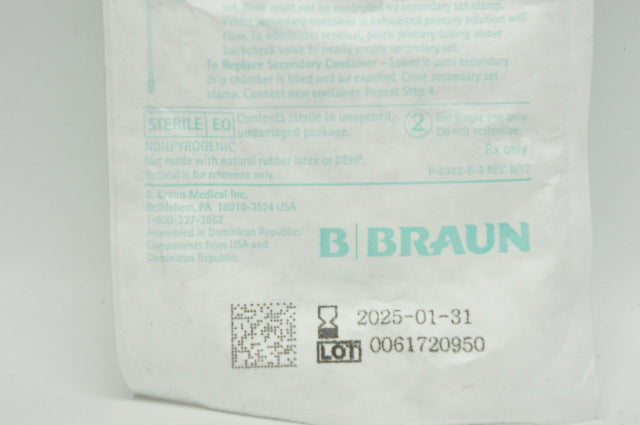 set. Flow must not be controlled by secondary set clamp.
When secondary container is exhausted primary solution will
flow. To administer residual, pinch primary tubing above
backcheck valve to nearly empty secondary set.
To Replace Secondary Container - Lower it until secondary
drip chamber is filled and air expelled. Close secondary set
clamp. Connect new container. Repeat Step 4.
STERILE EO Contents sterile in unopened, undamaged package.
2 For single use only. Do not resterilize.
NONPYROGENIC
Rx only
Not made with natural rubber latex or DEHP.
Pictorial is for reference only.
P-6312-B-5 REV. 8/17
B. Braun Medical Inc.
Bethlehem, PA 18018-3524 USA
1-800-227-2862
Assembled in Dominican Republic.
Components from USA and
Dominican Republic.
B BRAUN
2025-01-31
LOT 0061720950